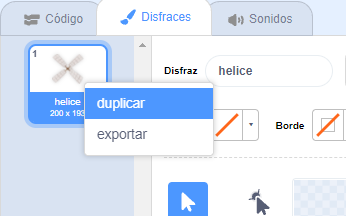 Código Disfraces Sonidos
1
Disfraz helice
duplicar
helice
200 x 193
exportar
Borde